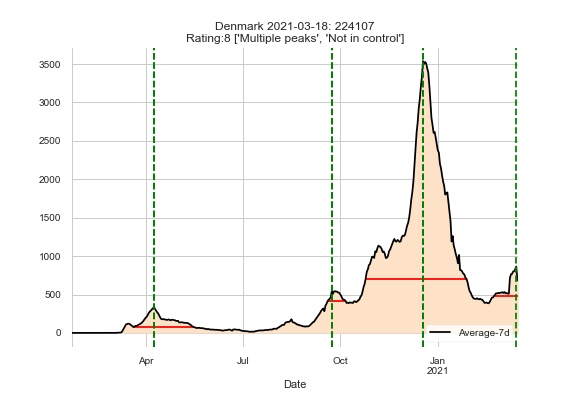 Denmark 2021-03-18: 224107
Rating:8 ['Multiple peaks', 'Not in control']
3500
3000
2500
2000
1500
1000
500
0
Apr
Jul
Oct
Jan
2021
Average-7d
Date